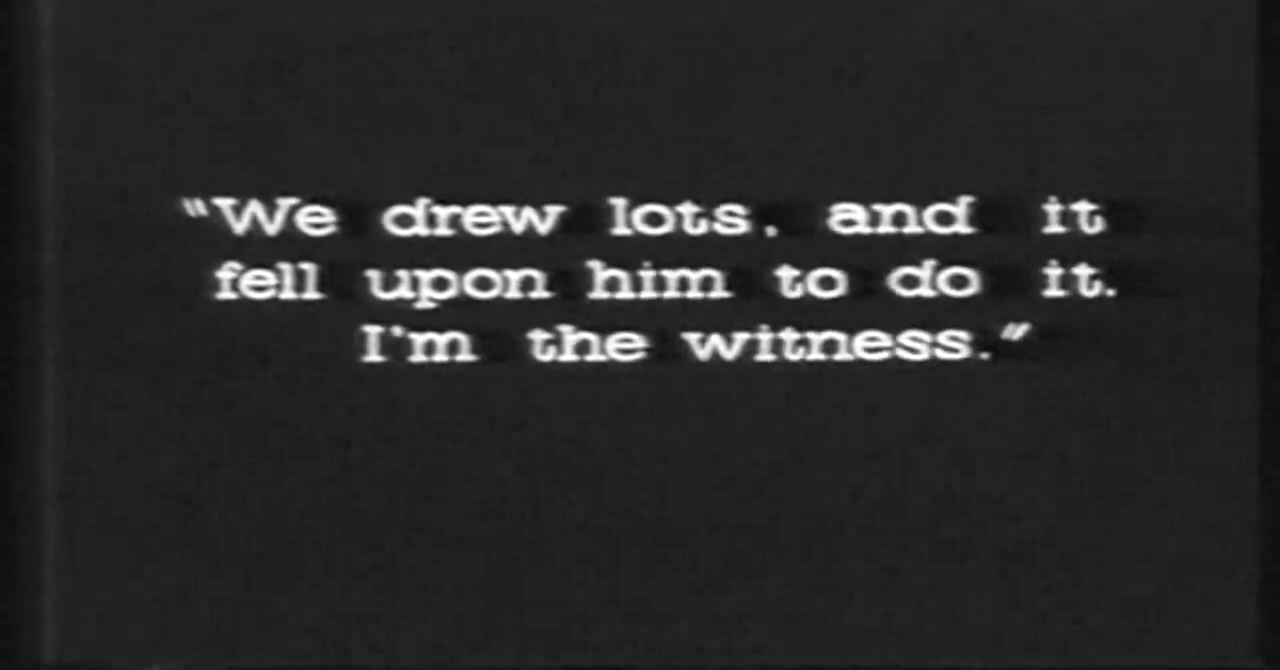 "We drew lots, and it
fell upon him to do it.
I'm the witness."